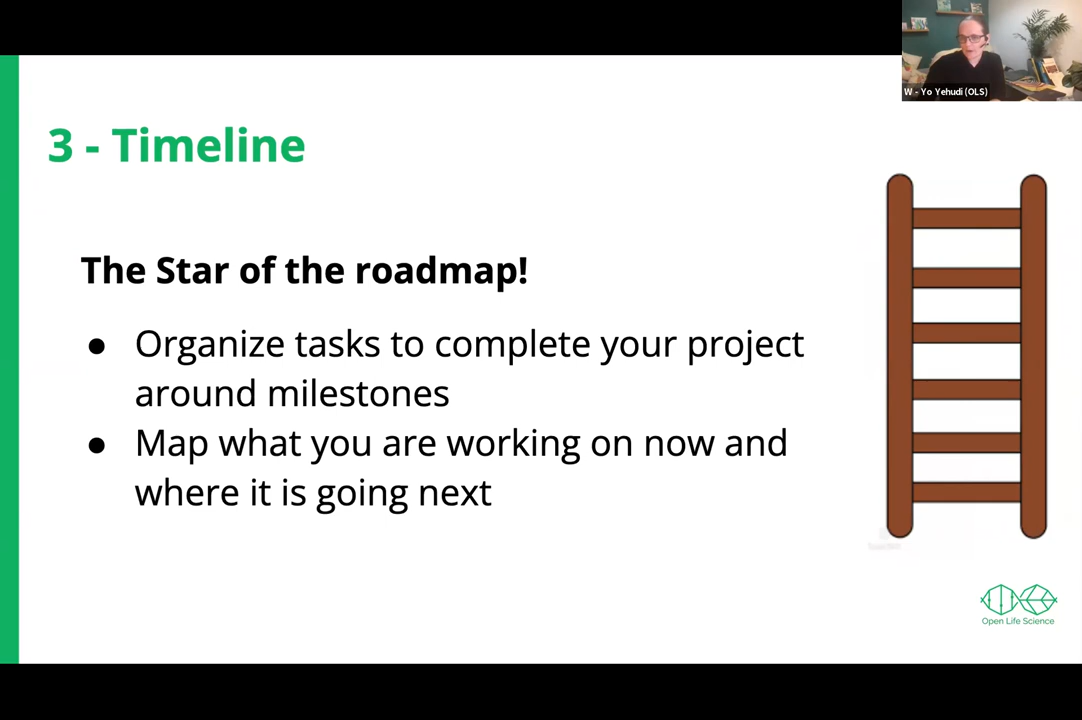 W - Yo Yehudi (OLS)
3 - Timeline
The Star of the roadmap!
● Organize tasks to complete your project
around milestones
● Map what you are working on now and
where it is going next
Open Life Science